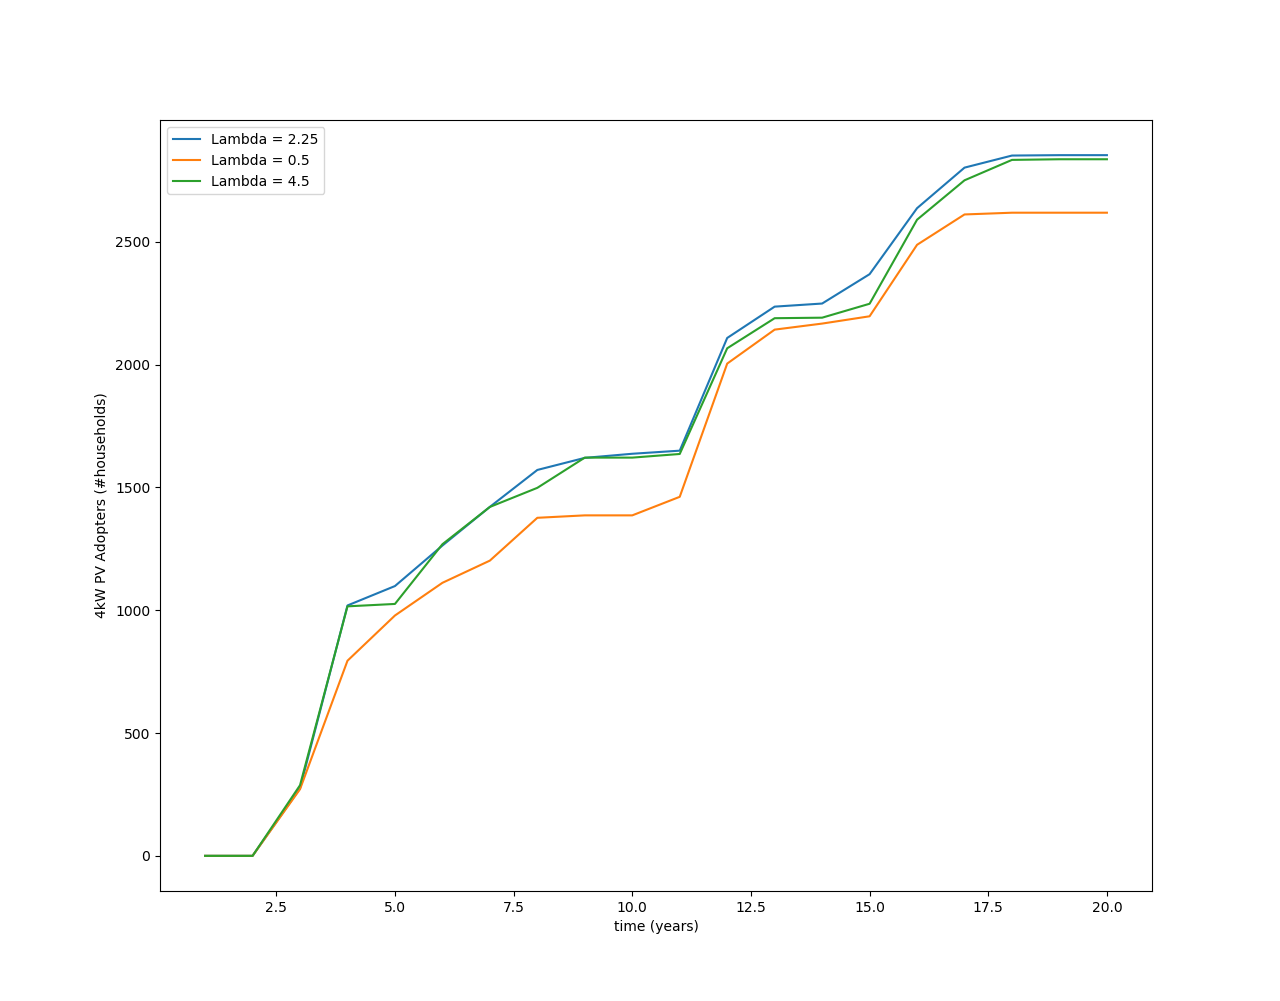 Lambda = 2.25
Lambda = 0.5
Lambda = 4.5
2500
2000
1500
1000
500
0
4kW PV Adopters (#households)
2.5 5.0 7.5 10.0 12.5 15.0 17.5 20.0
time (years)